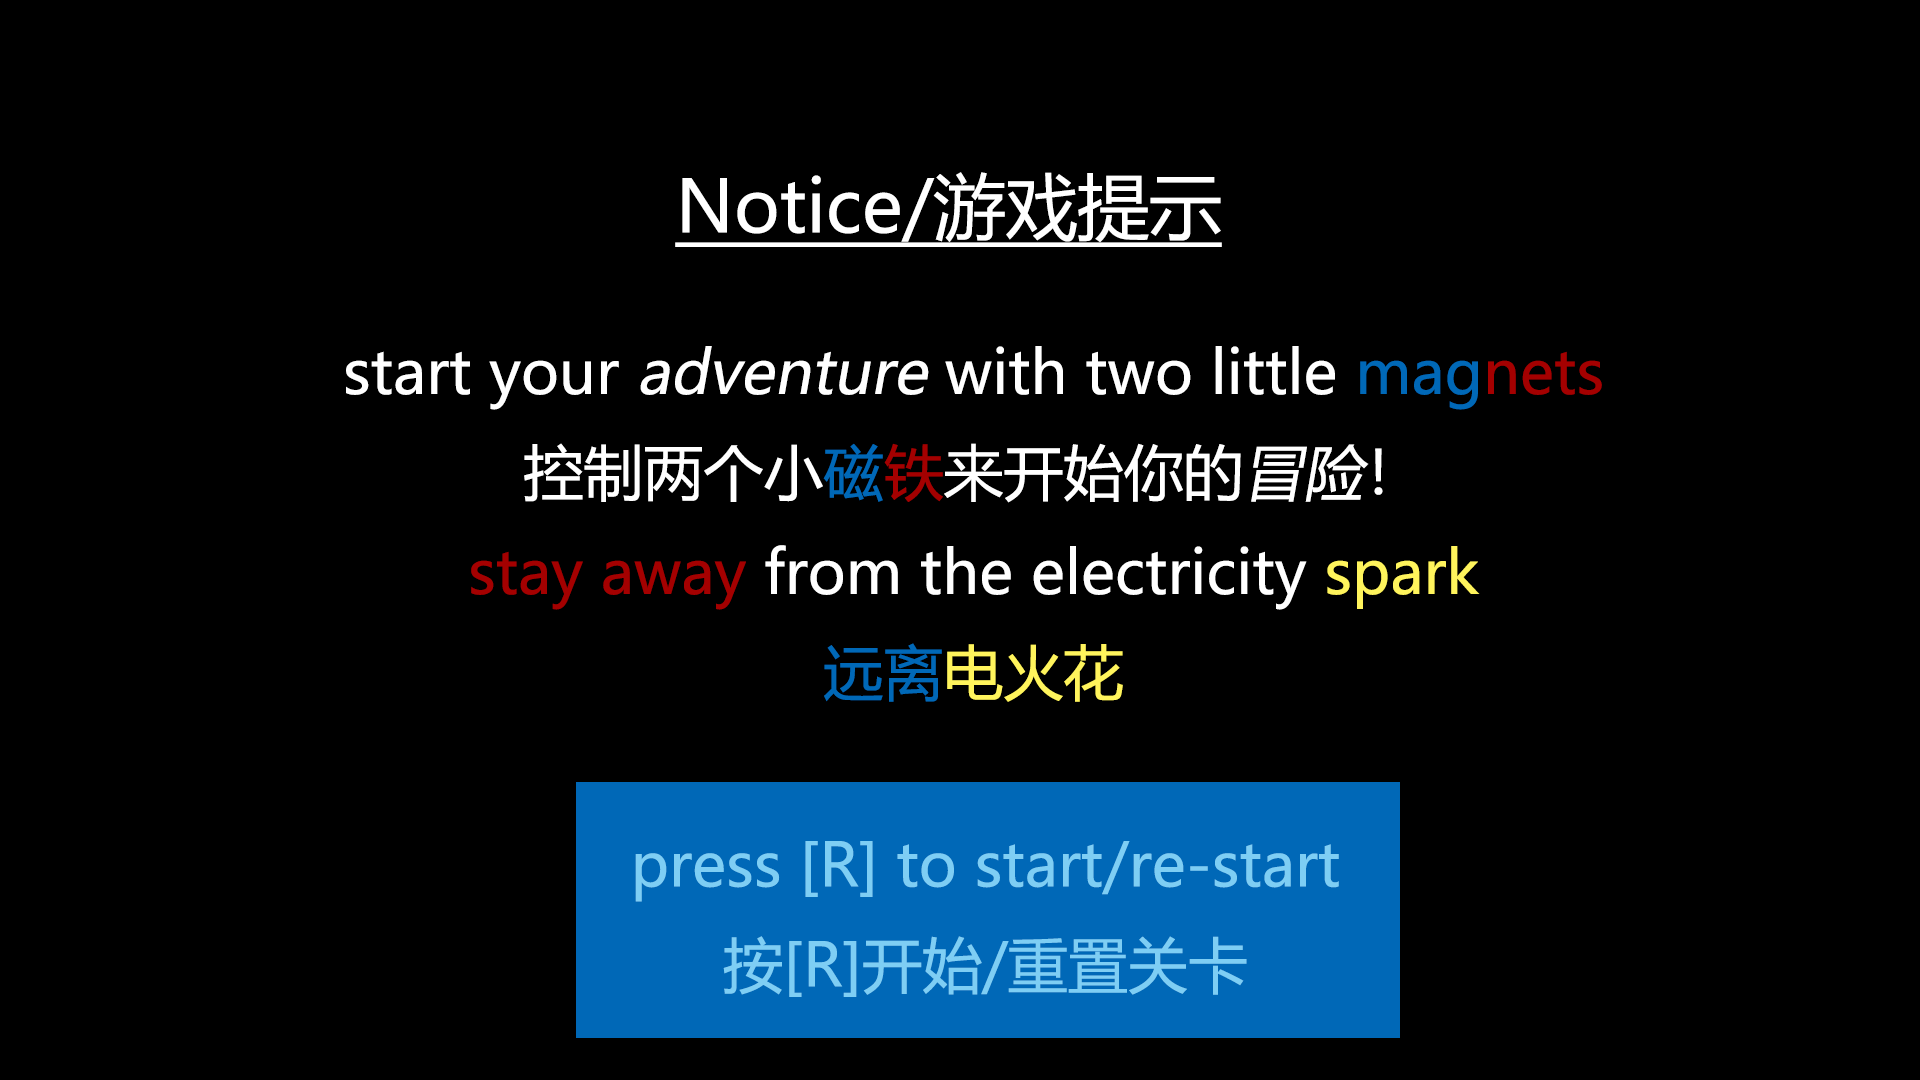 Notice/游戏提示
start your adventure with two little magnets
控制两个小磁铁来开始你的冒险!
stay away from the electricity spark
远离电火花
press [R] to start/re-start
按[R]开始/重置关卡